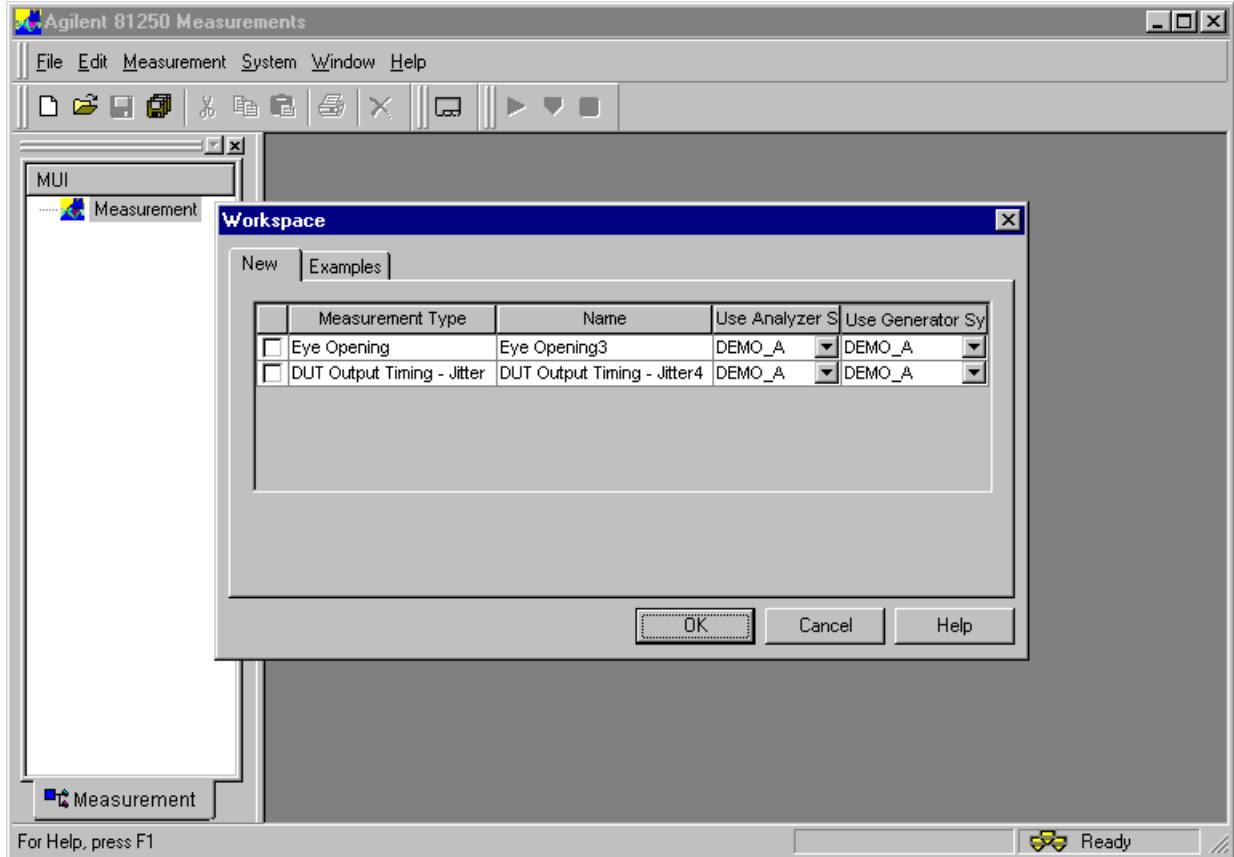 Agilent 81250 Measurements
File Edit Measurement System Window Help
MUI
Measurement
Workspace
New Examples
Measurement Type Name Use Analyzer S Use Generator Sy
Eye Opening Eye Opening3 DEMO_A DEMO_A
DUT Output Timing - Jitter DUT Output Timing - Jitter4 DEMO_A DEMO_A
OK Cancel Help
Measurement
For Help, press F1 Ready